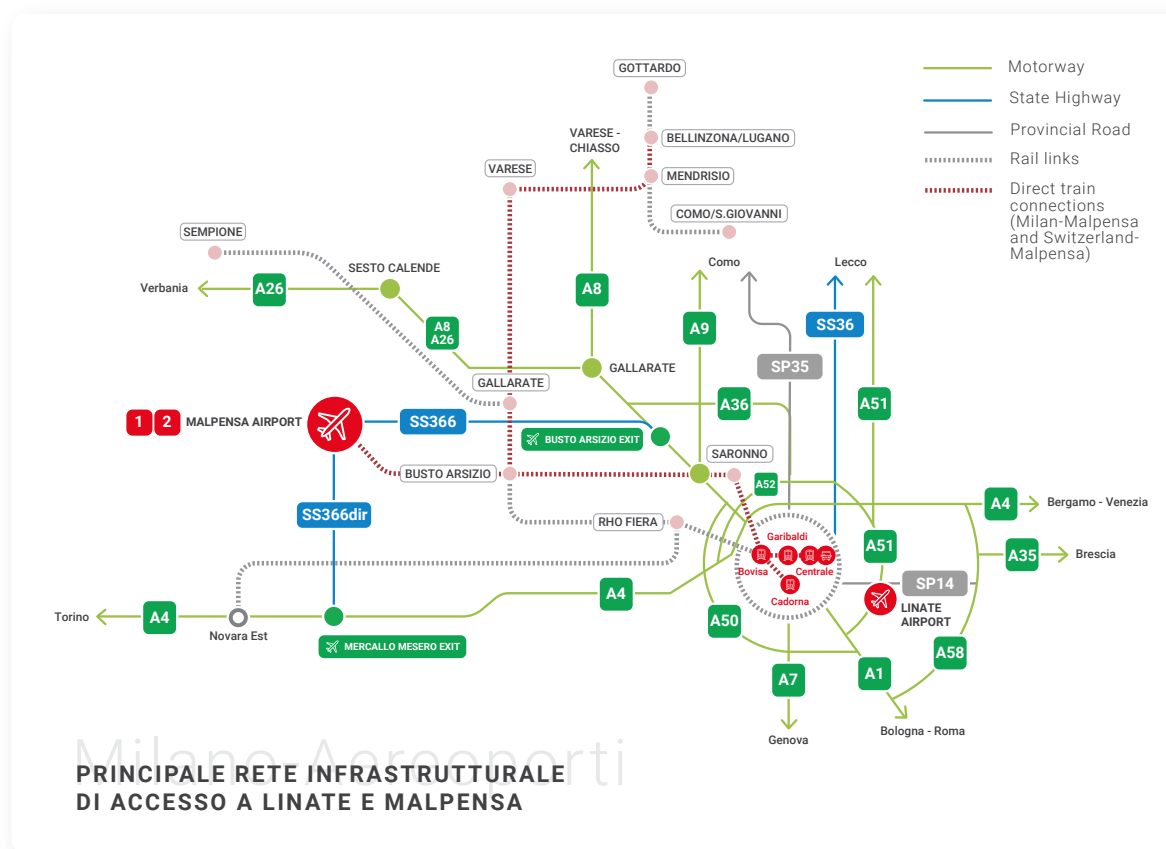 GOTTARDO
Motorway
State Highway
Provincial Road
Rail links
Direct train
connections
(Milan-Malpensa
and Switzerland-
Malpensa)
VARESE -
CHIASSO
BELLINZONA/LUGANO
VARESE
MENDRISIO
COMO/S.GIOVANNI
SEMPIONE
SESTO CALENDE
Como
Lecco
Verbania
A26
A8
A8
A26
A9
SS36
SP35
GALLARATE
GALLARATE
A36
A51
1 2 MALPENSA AIRPORT
SS366
BUSTO ARSIZIO EXIT
SARONNO
BUSTO ARSIZIO
A52
SS366dir
RHO FIERA
A4
Bergamo - Venezia
Garibaldi
A51
A35
Brescia
Bovisa
Centrale
SP14
Cadorna
LINATE
AIRPORT
A4
Torino
A4
Novara Est
A50
MERCALLO MESERO EXIT
A58
A7
A1
Genova
Bologna - Roma
Milano-Aeroporti
PRINCIPALE RETE INFRASTRUTTURALE
DI ACCESSO A LINATE E MALPENSA